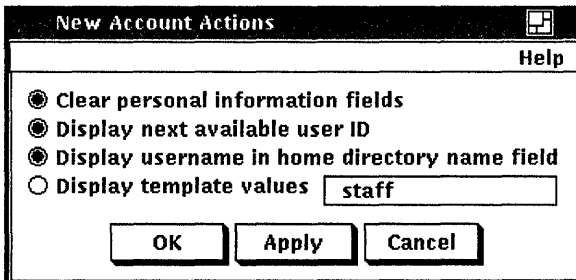 New Account Actions
Help
Clear personal information fields
Display next available user ID
Display username in home directory name field
Display template values staff
OK Apply Cancel